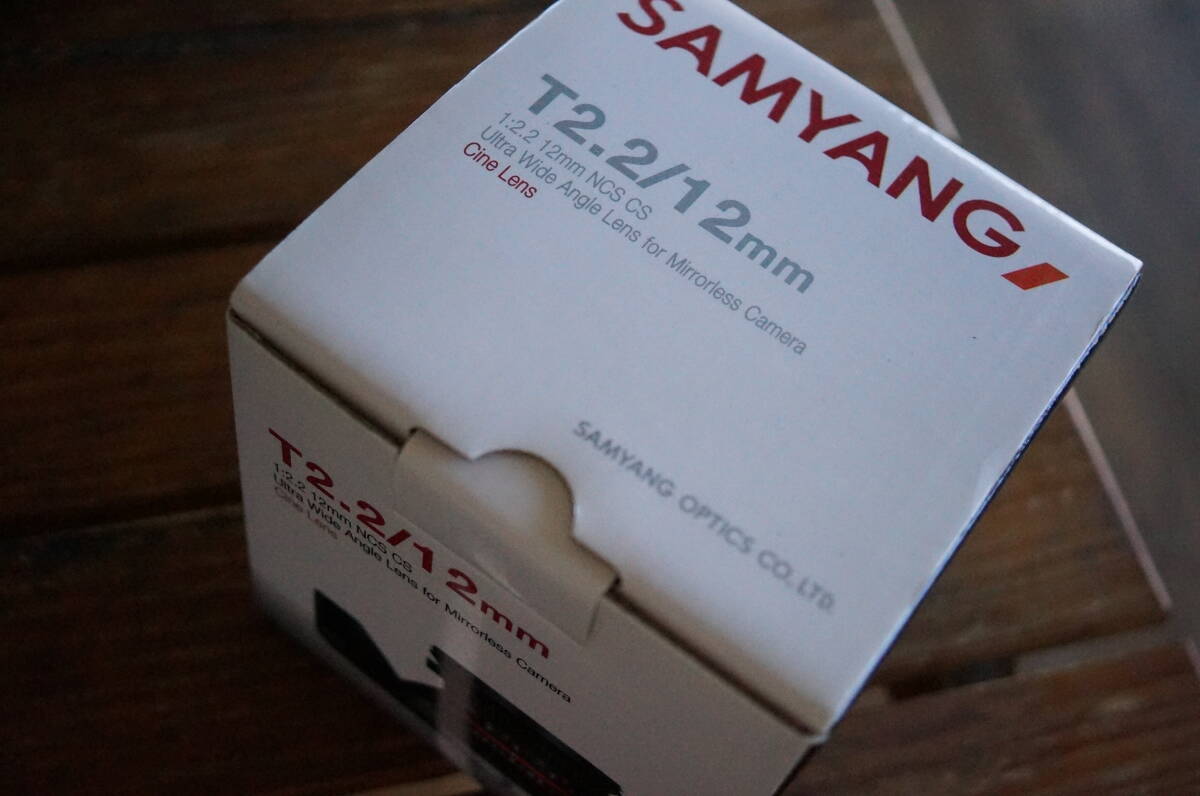 SAMYANG
T2.2/12mm
1:2.2 12mm NCS CS
Ultra Wide Angle Lens for Mirrorless Camera
Cine Lens
SAMYANG OPTICS CO. LTD.
T2.2/12mm
1:2.2 12mm NCS CS
Ultra Wide Angle Lens for Mirrorless Camera
Cine Lens